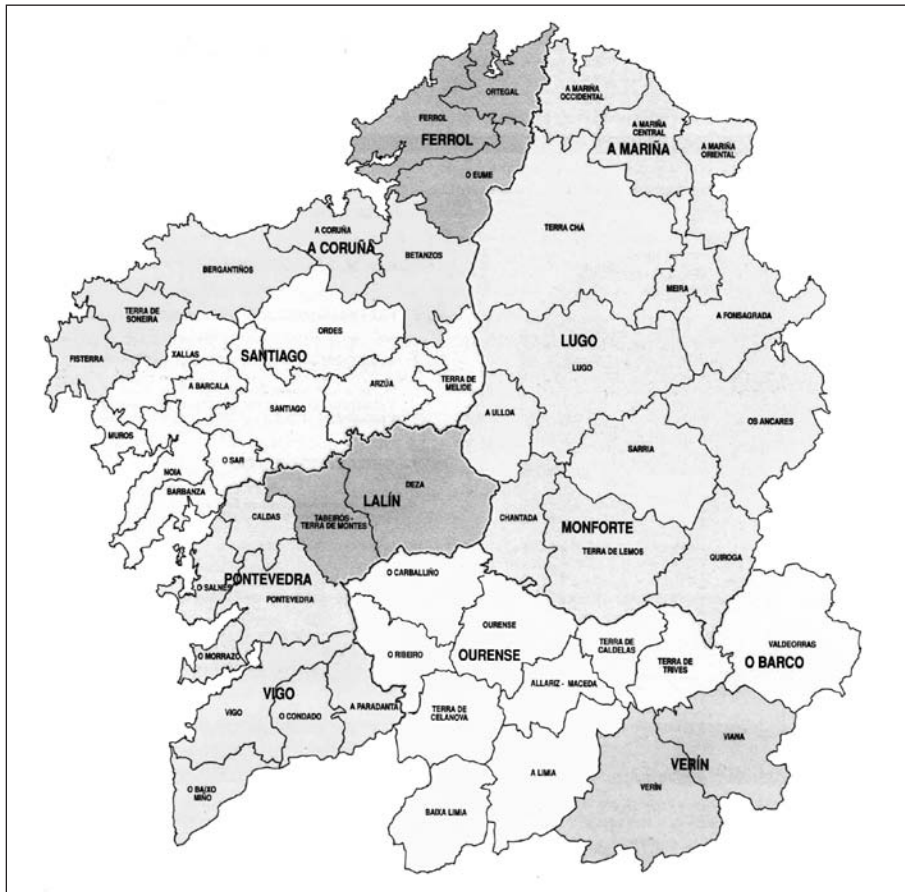 ORTEGAL
A MARIÑA
OCCIDENTAL
FERROL
FERROL
A MARIÑA
CENTRAL
A MARIÑA
A MARIÑA
ORIENTAL
O EUME
A CORUÑA
A CORUÑA
BETANZOS
TERRA CHÁ
BERGANTIÑOS
MEIRA
TERRA DE
SONEIRA
ORDES
A FONSAGRADA
FISTERRA
XALLAS
SANTIAGO
LUGO
LUGO
A BARCALA
ARZÚA
TERRA DE
MELIDE
SANTIAGO
A ULLOA
OS ANCARES
MUROS
SARRIA
NOIA
O SAR
BARBANZA
DEZA
LALÍN
CALDAS
TABEIROS -
TERRA DE MONTES
CHANTADA
MONFORTE
TERRA DE LEMOS
QUIROGA
O CARBALLIÑO
PONTEVEDRA
O SALNÉS
PONTEVEDRA
OURENSE
OURENSE
TERRA DE
CALDELAS
VALDEORRAS
O BARCO
O MORRAZO
O RIBEIRO
TERRA DE
TRIVES
ALLARIZ - MACEDA
VIGO
VIGO
O CONDADO
A PARADANTA
TERRA DE
CELANOVA
VIANA
VERÍN
A LIMIA
VERÍN
O BAIXO
MIÑO
BAIXA LIMIA